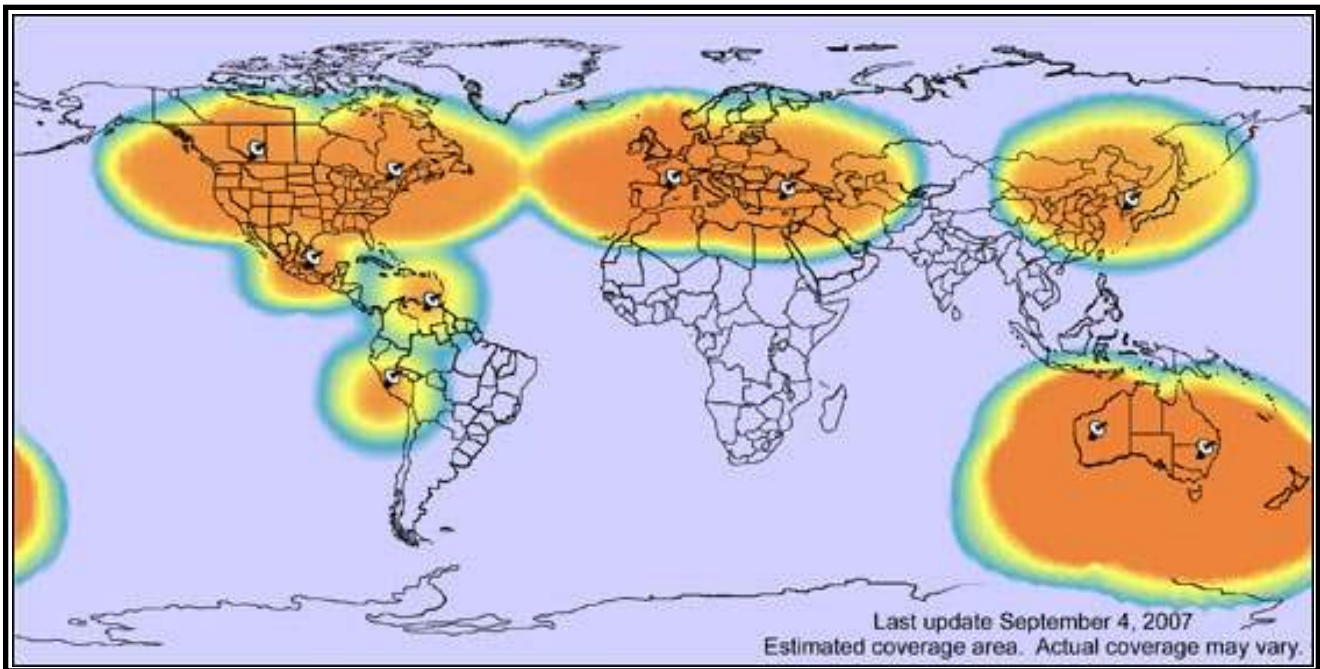 Last update September 4, 2007
Estimated coverage area.  Actual coverage may vary.